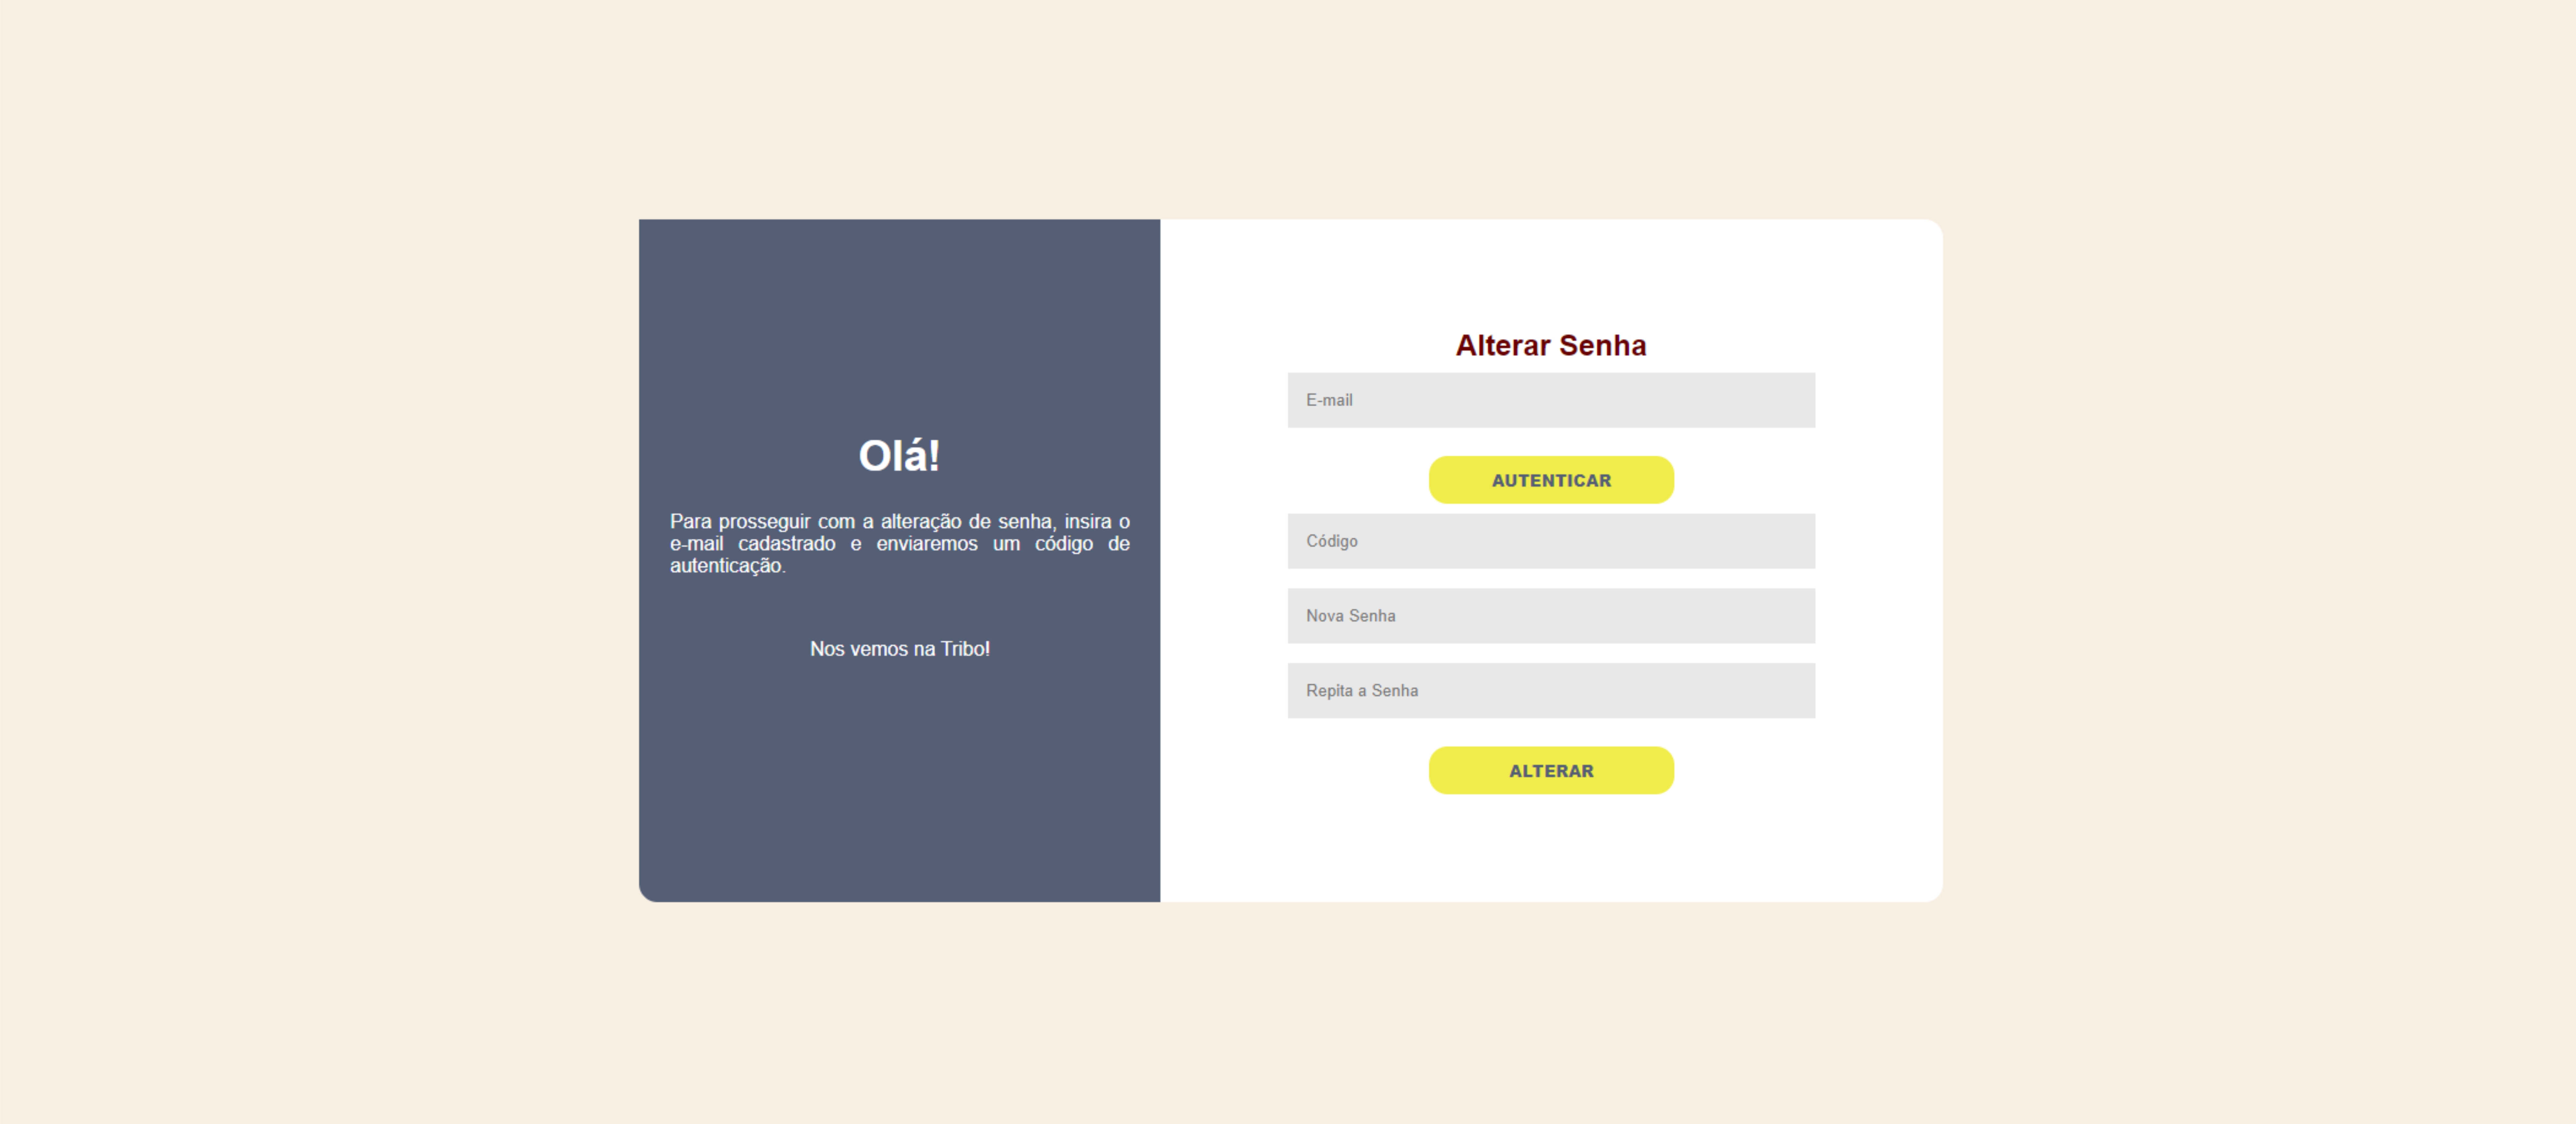 Olá!
Para prosseguir com a alteração de senha, insira o
e-mail cadastrado e enviaremos um código de
autenticação.
Nos vemos na Tribo!
Alterar Senha
E-mail
AUTENTICAR
Código
Nova Senha
Repita a Senha
ALTERAR